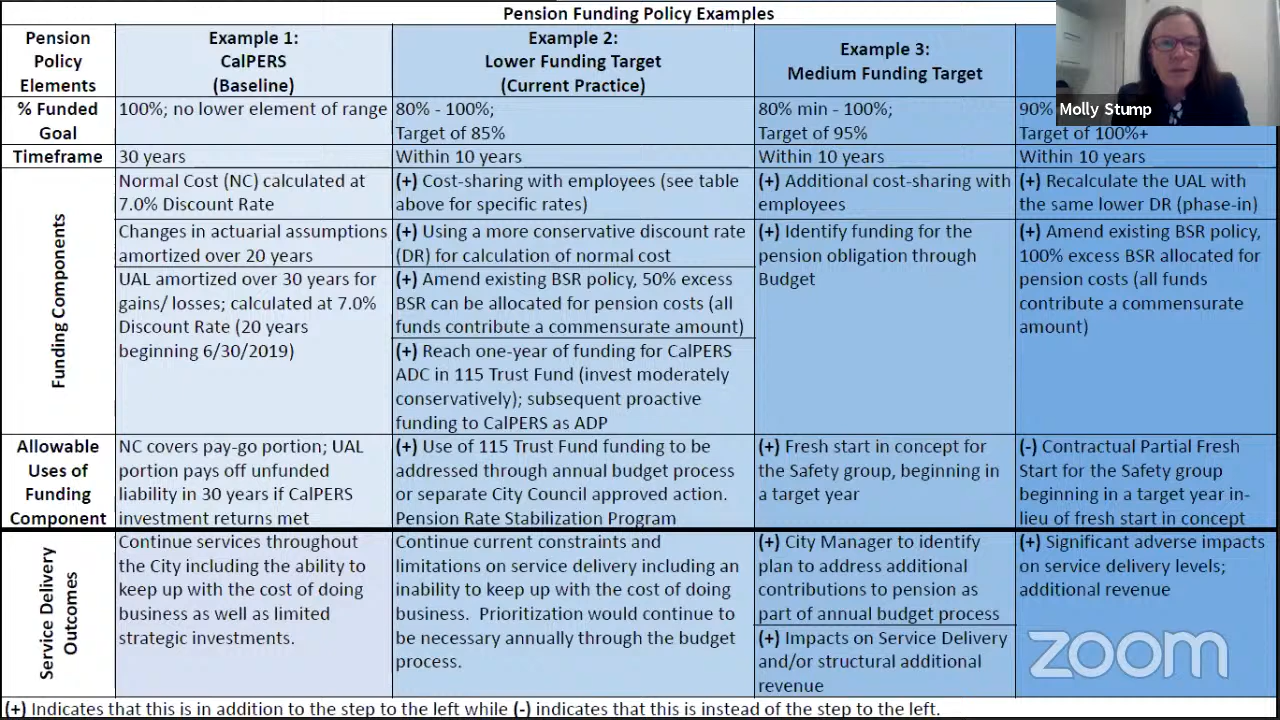 Pension Funding Policy Examples
Pension
Policy
Elements
Example 1:
CalPERS
(Baseline)
Example 2:
Lower Funding Target
(Current Practice)
Example 3:
Medium Funding Target
Molly Stump
% Funded
Goal
100%; no lower element of range
80% - 100%;
Target of 85%
80% min - 100%;
Target of 95%
90%
Target of 100%+
Timeframe
30 years
Within 10 years
Within 10 years
Within 10 years
Funding Components
Normal Cost (NC) calculated at
7.0% Discount Rate
Changes in actuarial assumptions
amortized over 20 years
UAL amortized over 30 years for
gains/ losses; calculated at 7.0%
Discount Rate (20 years
beginning 6/30/2019)
(+) Cost-sharing with employees (see table
above for specific rates)
(+) Using a more conservative discount rate
(DR) for calculation of normal cost
(+) Amend existing BSR policy, 50% excess
BSR can be allocated for pension costs (all
funds contribute a commensurate amount)
(+) Reach one-year of funding for CalPERS
ADC in 115 Trust Fund (invest moderately
conservatively); subsequent proactive
funding to CalPERS as ADP
(+) Additional cost-sharing with
employees
(+) Identify funding for the
pension obligation through
Budget
(+) Recalculate the UAL with
the same lower DR (phase-in)
(+) Amend existing BSR policy,
100% excess BSR allocated for
pension costs (all funds
contribute a commensurate
amount)
Allowable
Uses of
Funding
Component
NC covers pay-go portion; UAL
portion pays off unfunded
liability in 30 years if CalPERS
investment returns met
(+) Use of 115 Trust Fund funding to be
addressed through annual budget process
or separate City Council approved action.
Pension Rate Stabilization Program
(+) Fresh start in concept for
the Safety group, beginning in
a target year
(-) Contractual Partial Fresh
Start for the Safety group
beginning in a target year in-
lieu of fresh start in concept
Service Delivery
Outcomes
Continue services throughout
the City including the ability to
keep up with the cost of doing
business as well as limited
strategic investments.
Continue current constraints and
limitations on service delivery including an
inability to keep up with the cost of doing
business.  Prioritization would continue to
be necessary annually through the budget
process.
(+) City Manager to identify
plan to address additional
contributions to pension as
part of annual budget process
(+) Impacts on Service Delivery
and/or structural additional
revenue
(+) Significant adverse impacts
on service delivery levels;
additional revenue
zoom
(+) Indicates that this is in addition to the step to the left while (-) indicates that this is instead of the step to the left.